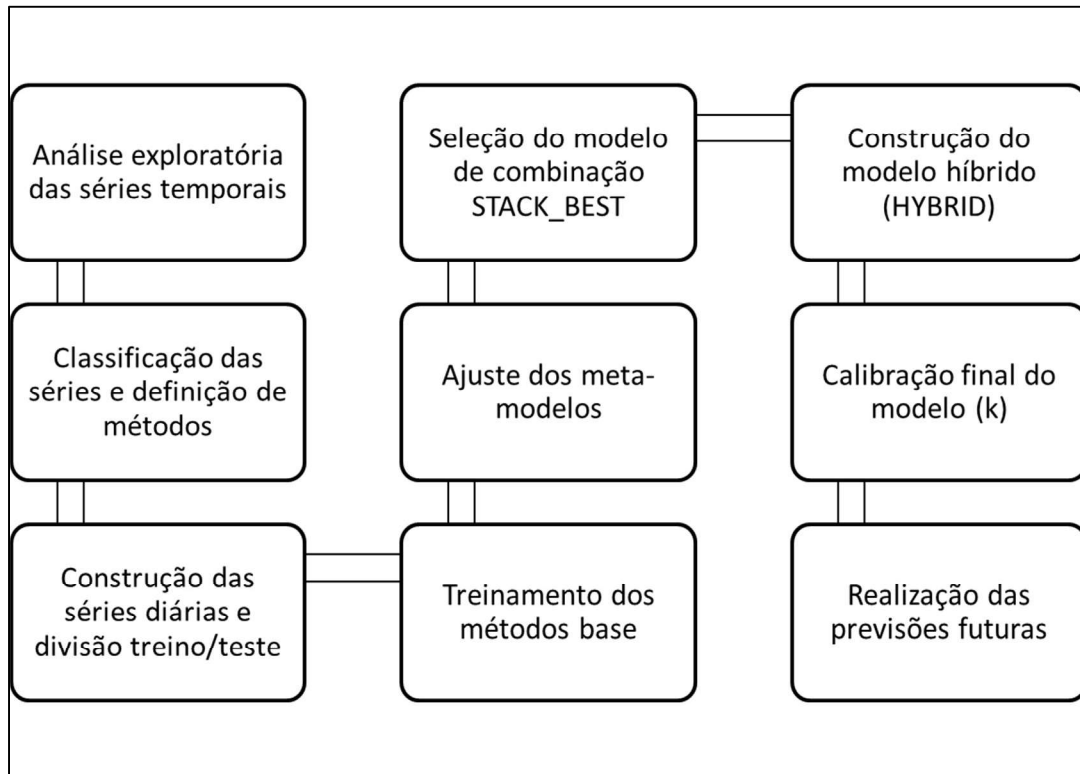 Análise exploratória
das séries temporais
Classificação das
séries e definição de
métodos
Construção das
séries diárias e
divisão treino/teste
Treinamento dos
métodos base
Ajuste dos meta-
modelos
Seleção do modelo
de combinação
STACK_BEST
Construção do
modelo híbrido
(HYBRID)
Calibração final do
modelo (k)
Realização das
previsões futuras